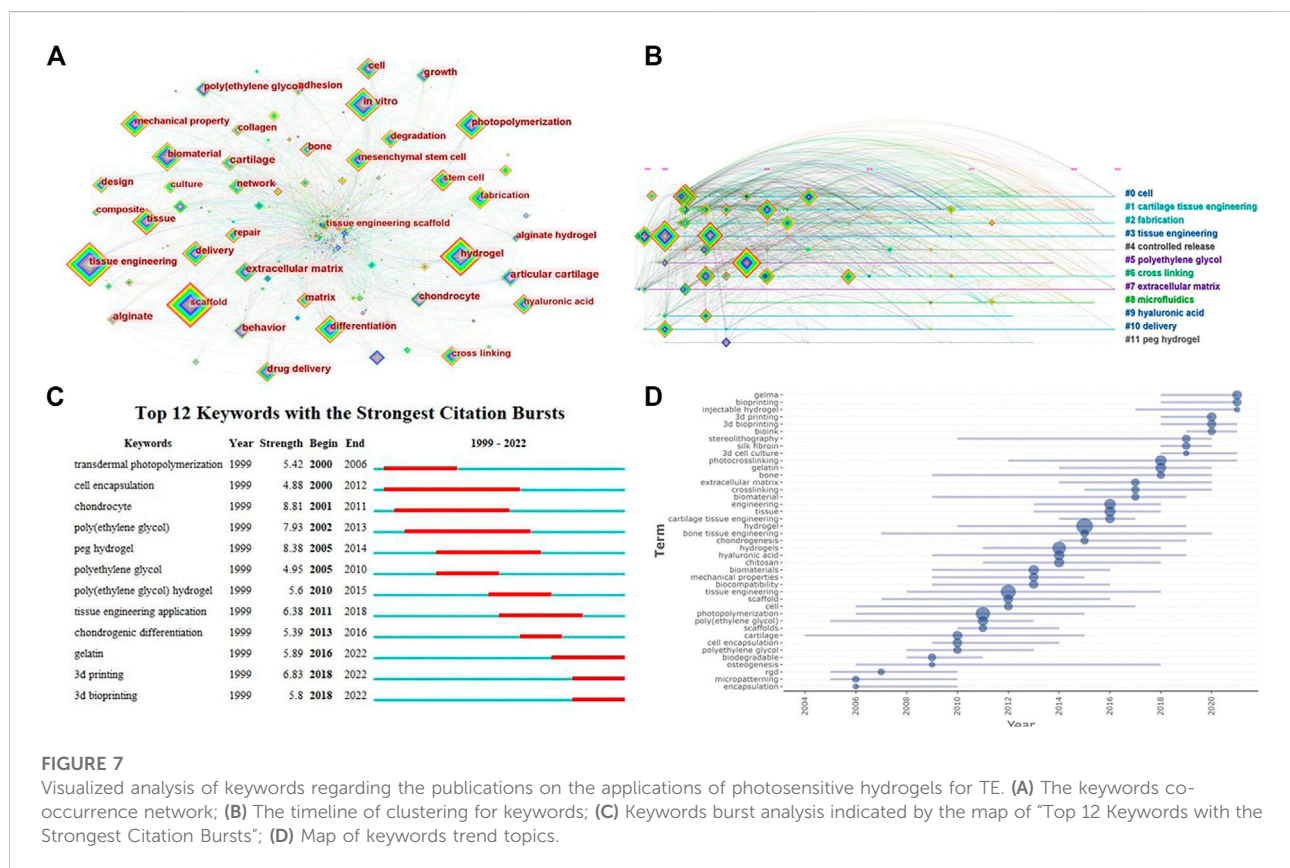 A
cell
growth
poly(ethylene glycol)
adhesion
in vitro
mechanical property
collagen
photopolymerization
degradation
bone
biomaterial
cartilage
mesenchymal stem cell
stem cell
design
culture
network
fabrication
composite
tissue
tissue engineering scaffold
repair
alginate hydrogel
delivery
hydrogel
tissue engineering
extracellular matrix
articular cartilage
scaffold
matrix
chondrocyte
hyaluronic acid
alginate
behavior
differentiation
cross linking
drug delivery
B
#0 cell
#1 cartilage tissue engineering
#2 fabrication
#3 tissue engineering
#4 controlled release
#5 polyethylene glycol
#6 cross linking
#7 extracellular matrix
#8 microfluidics
#9 hyaluronic acid
#10 delivery
#11 peg hydrogel
C
Top 12 Keywords with the Strongest Citation Bursts
Keywords Year Strength Begin End 1999 - 2022
transdermal photopolymerization 1999 5.42 2000 2006
cell encapsulation 1999 4.88 2000 2012
chondrocyte 1999 8.81 2001 2011
poly(ethylene glycol) 1999 7.93 2002 2013
peg hydrogel 1999 8.38 2005 2014
polyethylene glycol 1999 4.95 2005 2010
poly(ethylene glycol) hydrogel 1999 5.6 2010 2015
tissue engineering application 1999 6.38 2011 2018
chondrogenic differentiation 1999 5.39 2013 2016
gelatin 1999 5.89 2016 2022
3d printing 1999 6.83 2018 2022
3d bioprinting 1999 5.8 2018 2022
D
gelma
bioprinting
injectable hydrogel
3d printing
3d bioprinting
bioink
stereolithography
silk fibroin
3d cell culture
photocrosslinking
gelatin
bone
extracellular matrix
crosslinking
biomaterial
engineering
tissue
cartilage tissue engineering
hydrogel
bone tissue engineering
chondrogenesis
hydrogels
hyaluronic acid
chitosan
biomaterials
mechanical properties
biocompatibility
tissue engineering
scaffold
cell
photopolymerization
poly(ethylene glycol)
scaffolds
cartilage
cell encapsulation
polyethylene glycol
biodegradable
osteogenesis
rgd
micropatterning
encapsulation
Term
2004 2006 2008 2010 2012 2014 2016 2018 2020
Year
FIGURE 7
Visualized analysis of keywords regarding the publications on the applications of photosensitive hydrogels for TE. (A) The keywords co-
occurrence network; (B) The timeline of clustering for keywords; (C) Keywords burst analysis indicated by the map of “Top 12 Keywords with the
Strongest Citation Bursts”; (D) Map of keywords trend topics.